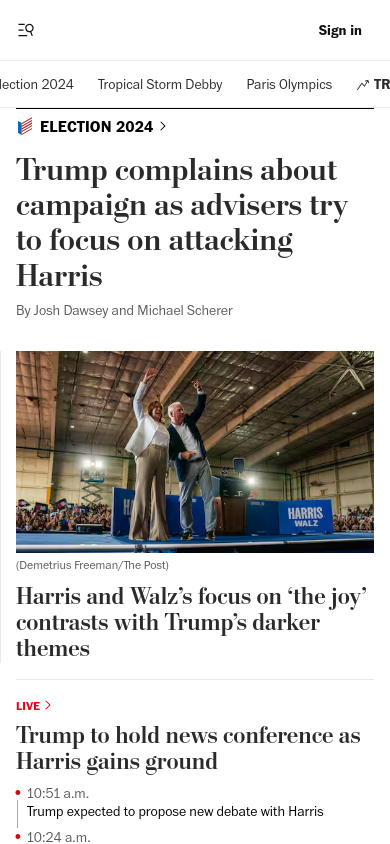 Sign in
lection 2024 Tropical Storm Debby Paris Olympics TR
ELECTION 2024
Trump complains about
campaign as advisers try
to focus on attacking
Harris
By Josh Dawsey and Michael Scherer
HARRIS
WALZ
(Demetrius Freeman/The Post)
Harris and Walz’s focus on ‘the joy’
contrasts with Trump’s darker
themes
LIVE
Trump to hold news conference as
Harris gains ground
10:51 a.m.
Trump expected to propose new debate with Harris
10:24 a.m.